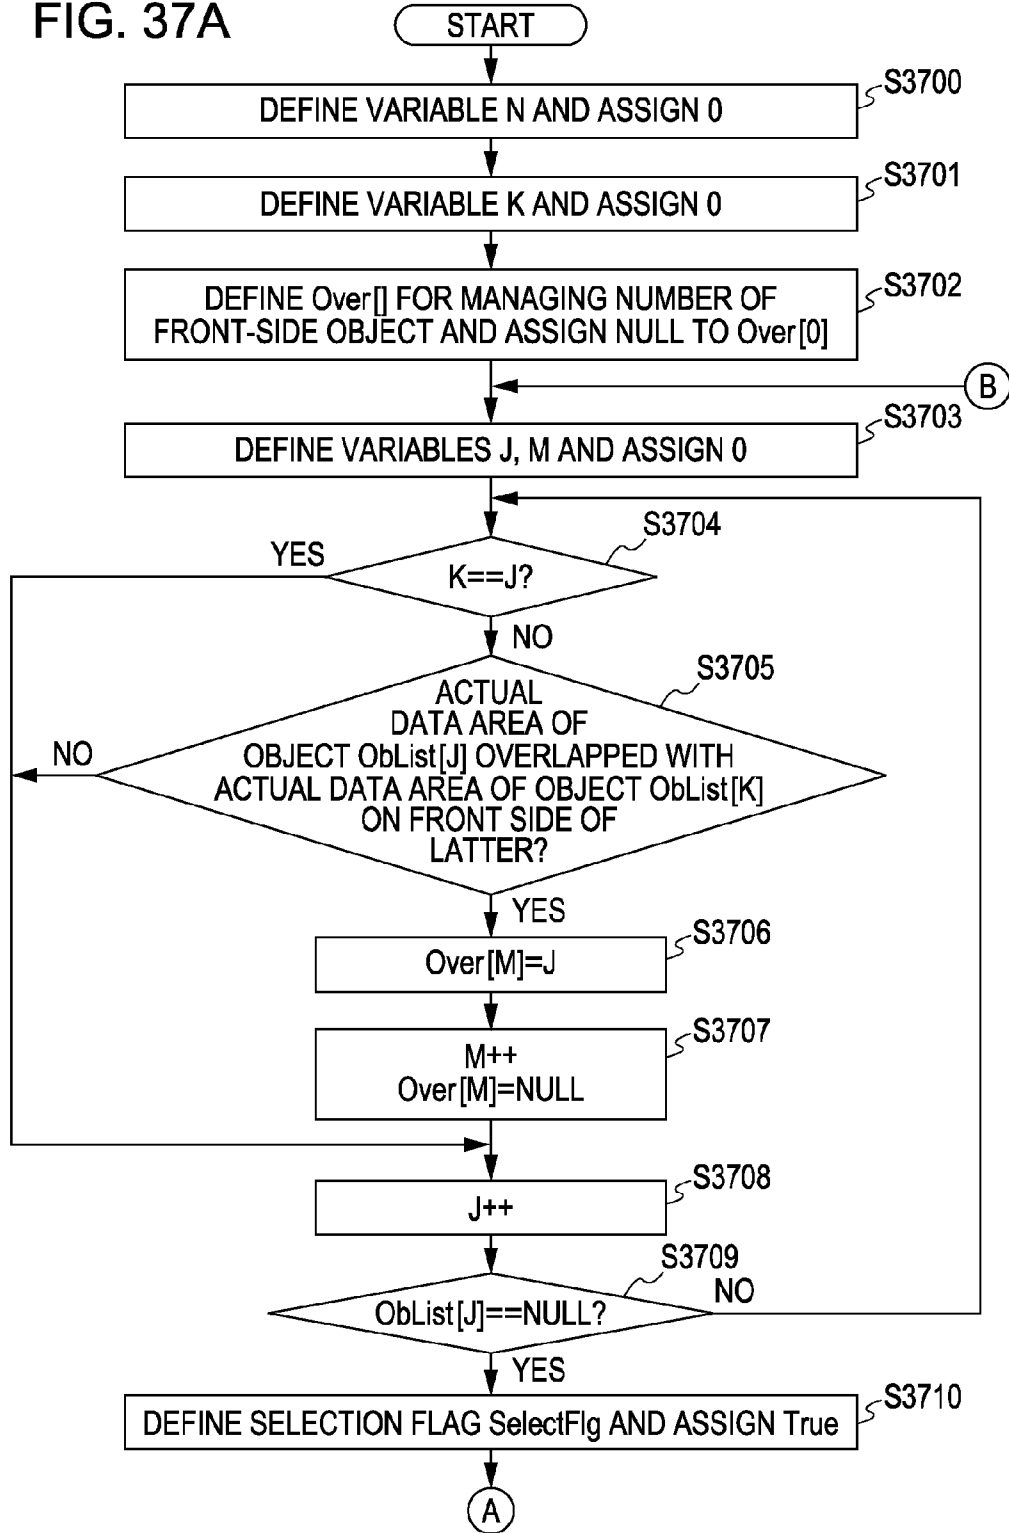 FIG. 37A
START
S3700
DEFINE VARIABLE N AND ASSIGN 0
S3701
DEFINE VARIABLE K AND ASSIGN 0
S3702
DEFINE Over[] FOR MANAGING NUMBER OF
FRONT-SIDE OBJECT AND ASSIGN NULL TO Over[0]
B
S3703
DEFINE VARIABLES J, M AND ASSIGN 0
S3704
YES
K==J?
NO
S3705
ACTUAL
DATA AREA OF
NO
OBJECT ObList[J] OVERLAPPED WITH
ACTUAL DATA AREA OF OBJECT ObList[K]
ON FRONT SIDE OF
LATTER?
YES
S3706
Over[M]=J
S3707
M++
Over[M]=NULL
S3708
J++
S3709
ObList[J]==NULL?
NO
YES
S3710
DEFINE SELECTION FLAG SelectFlg AND ASSIGN True
A